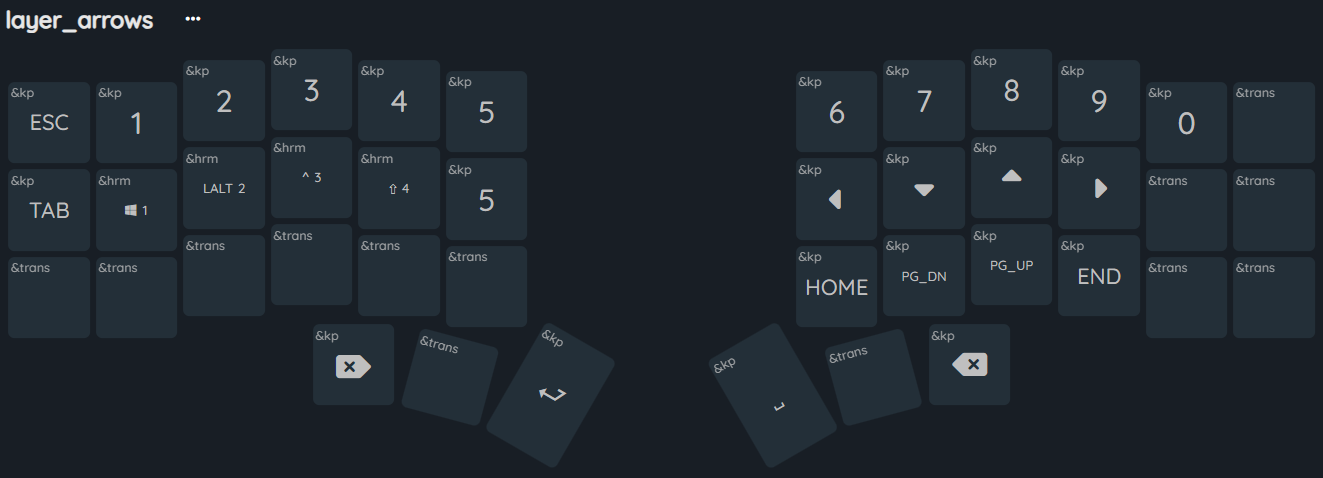 layer_arrows ...
&kp ESC &kp 1 &kp 2 &kp 3 &kp 4 &kp 5 &kp 6 &kp 7 &kp 8 &kp 9 &kp 0 &trans
&kp TAB &hrm 1 &hrm LALT 2 &hrm ^ 3 &hrm ⇧ 4 &kp 5 &kp &kp &kp &kp &trans &trans
&trans &trans &trans &trans &trans &trans &kp HOME &kp PG_DN &kp PG_UP &kp END &trans &trans
&kp &trans &kp &kp &trans &kp